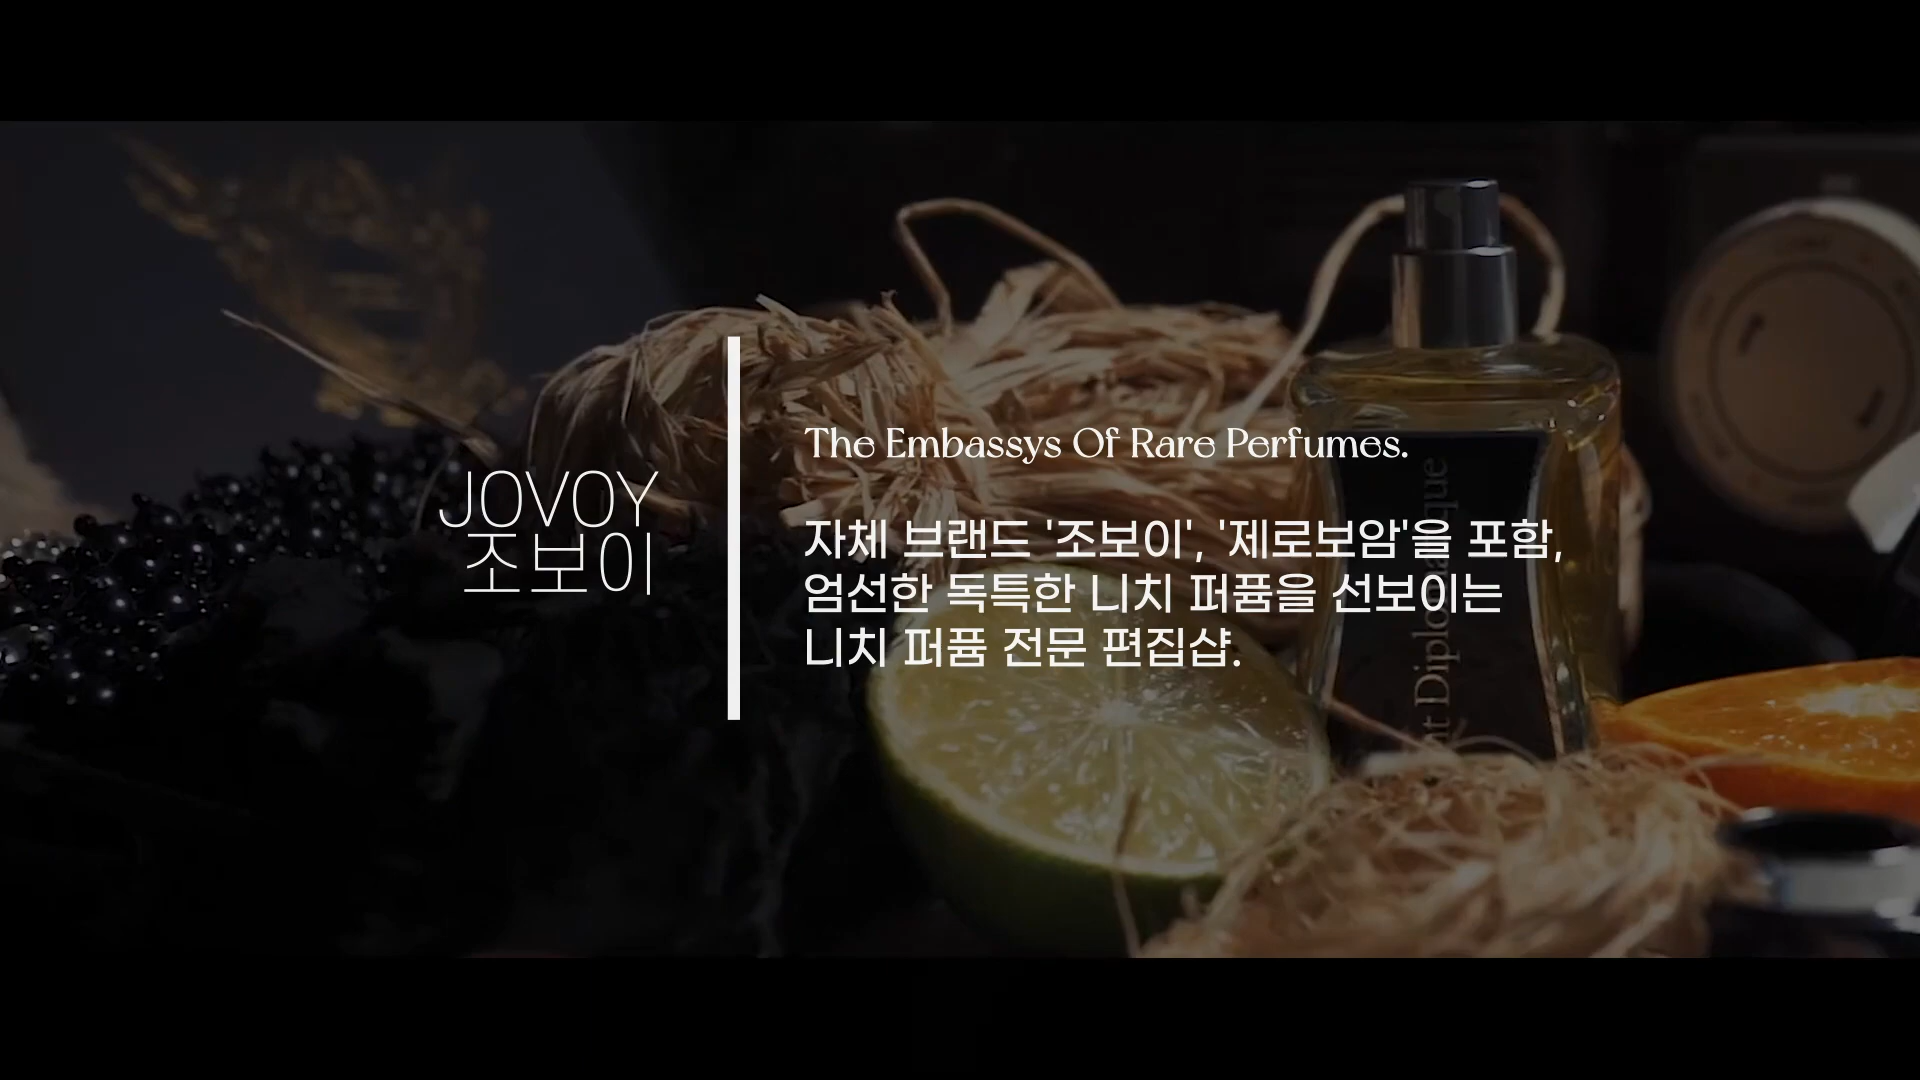 JOVOY
조보이
The Embassys Of Rare Perfumes.
자체 브랜드 '조보이', '제로보암'을 포함,
엄선한 독특한 니치 퍼퓸을 선보이는
니치 퍼퓸 전문 편집샵.